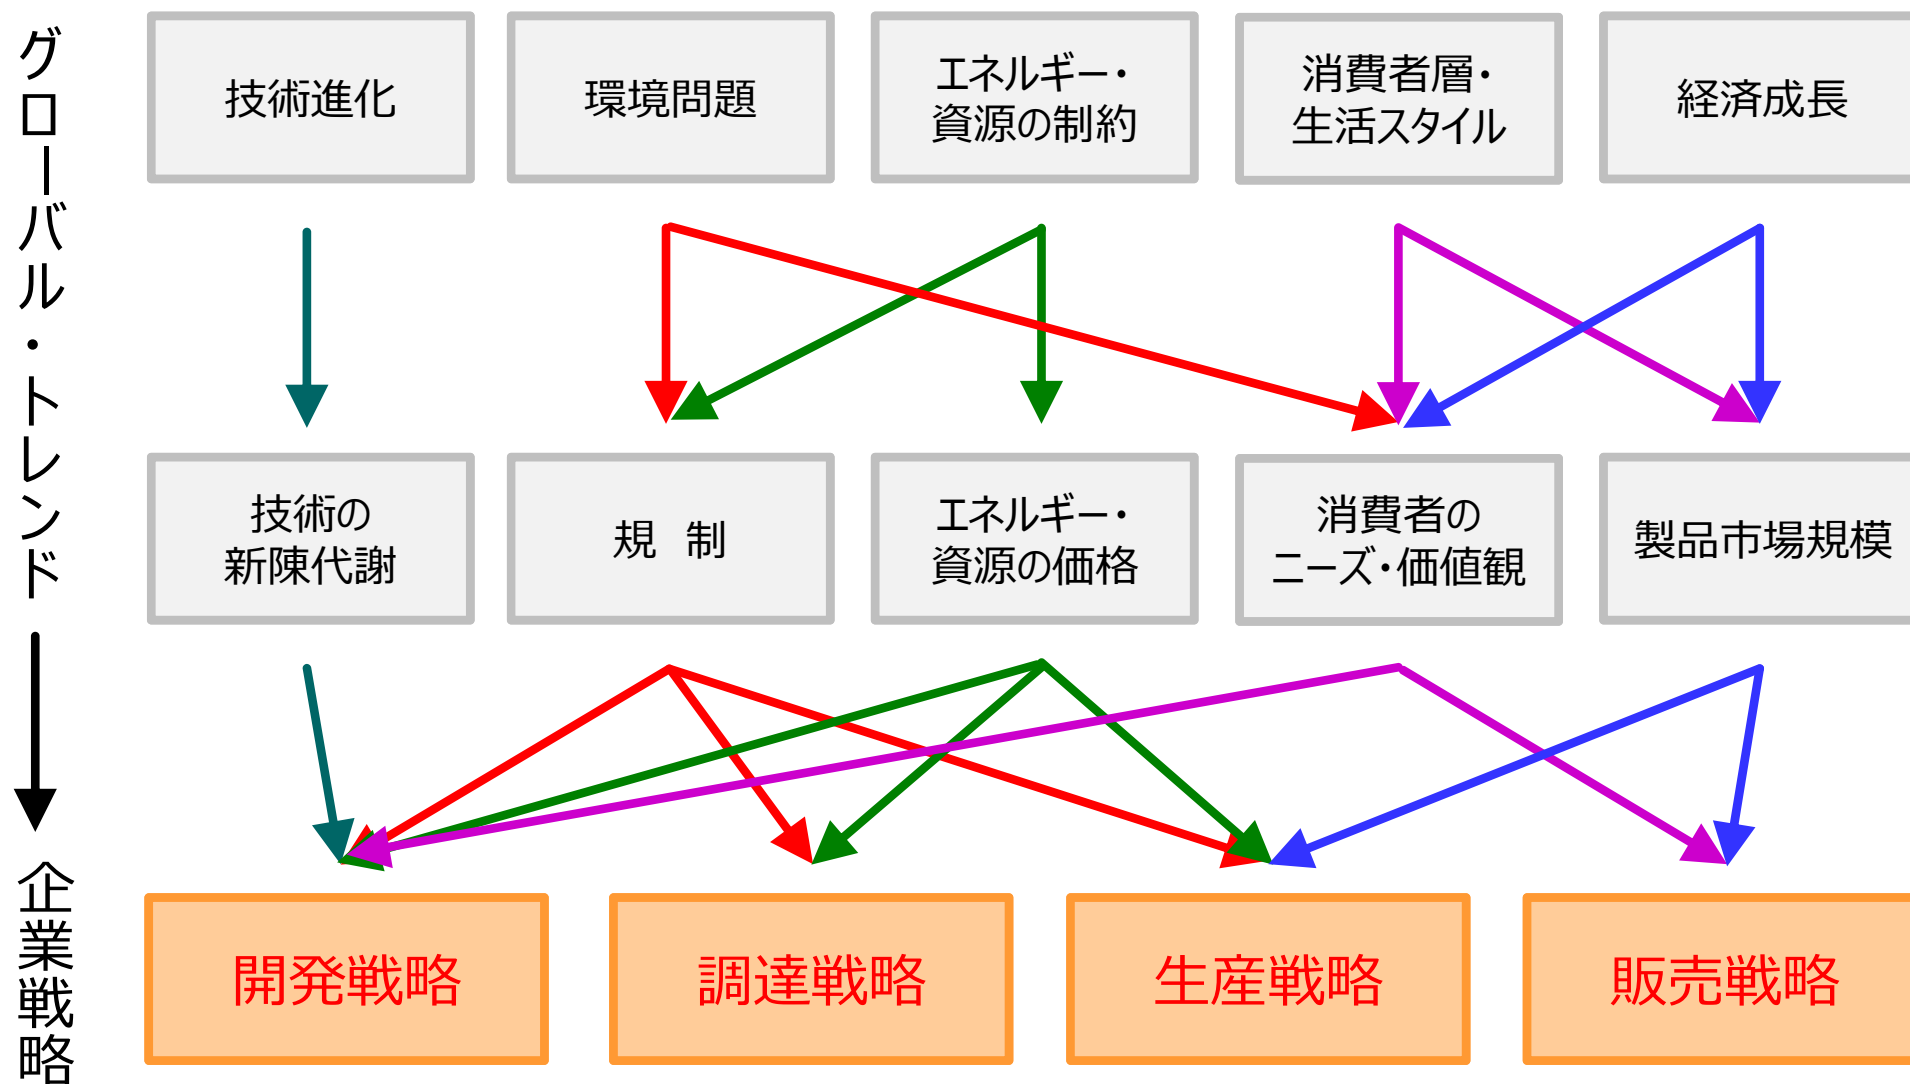 グローバル・トレンド
技術進化
環境問題
エネルギー・
資源の制約
消費者層・
生活スタイル
経済成長
技術の
新陳代謝
規　制
エネルギー・
資源の価格
消費者の
ニーズ・価値観
製品市場規模
企業戦略
開発戦略
調達戦略
生産戦略
販売戦略